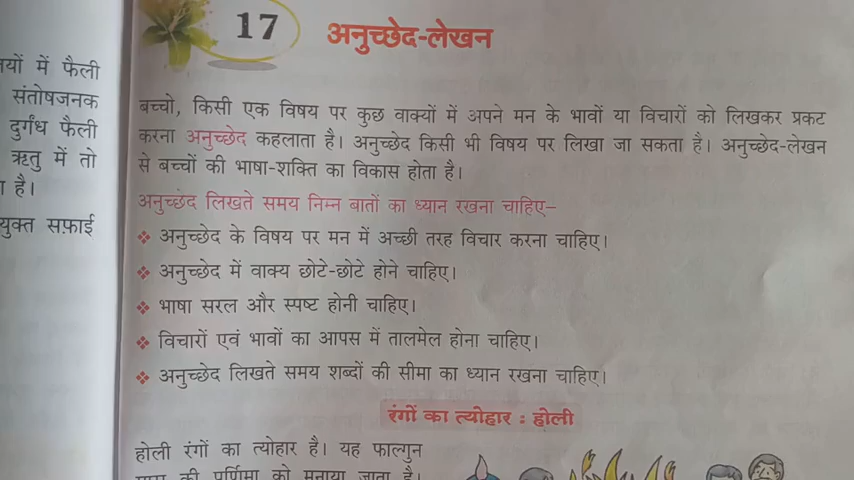 यों में फैली
संतोषजनक
दुर्गंध फैली
ऋतु में तो
है।
युक्त सफ़ाई
17
अनुच्छेद-लेखन
बच्चो, किसी एक विषय पर कुछ वाक्यों में अपने मन के भावों या विचारों को लिखकर प्रकट
करना अनुच्छेद कहलाता है। अनुच्छेद किसी भी विषय पर लिखा जा सकता है। अनुच्छेद-लेखन
से बच्चों की भाषा-शक्ति का विकास होता है।
अनुच्छेद लिखते समय निम्न बातों का ध्यान रखना चाहिए–
❖ अनुच्छेद के विषय पर मन में अच्छी तरह विचार करना चाहिए।
❖ अनुच्छेद में वाक्य छोटे-छोटे होने चाहिए।
❖ भाषा सरल और स्पष्ट होनी चाहिए।
❖ विचारों एवं भावों का आपस में तालमेल होना चाहिए।
❖ अनुच्छेद लिखते समय शब्दों की सीमा का ध्यान रखना चाहिए।
रंगों का त्योहार : होली
होली रंगों का त्योहार है। यह फाल्गुन
की पूर्णिमा को मनाया जाता है।